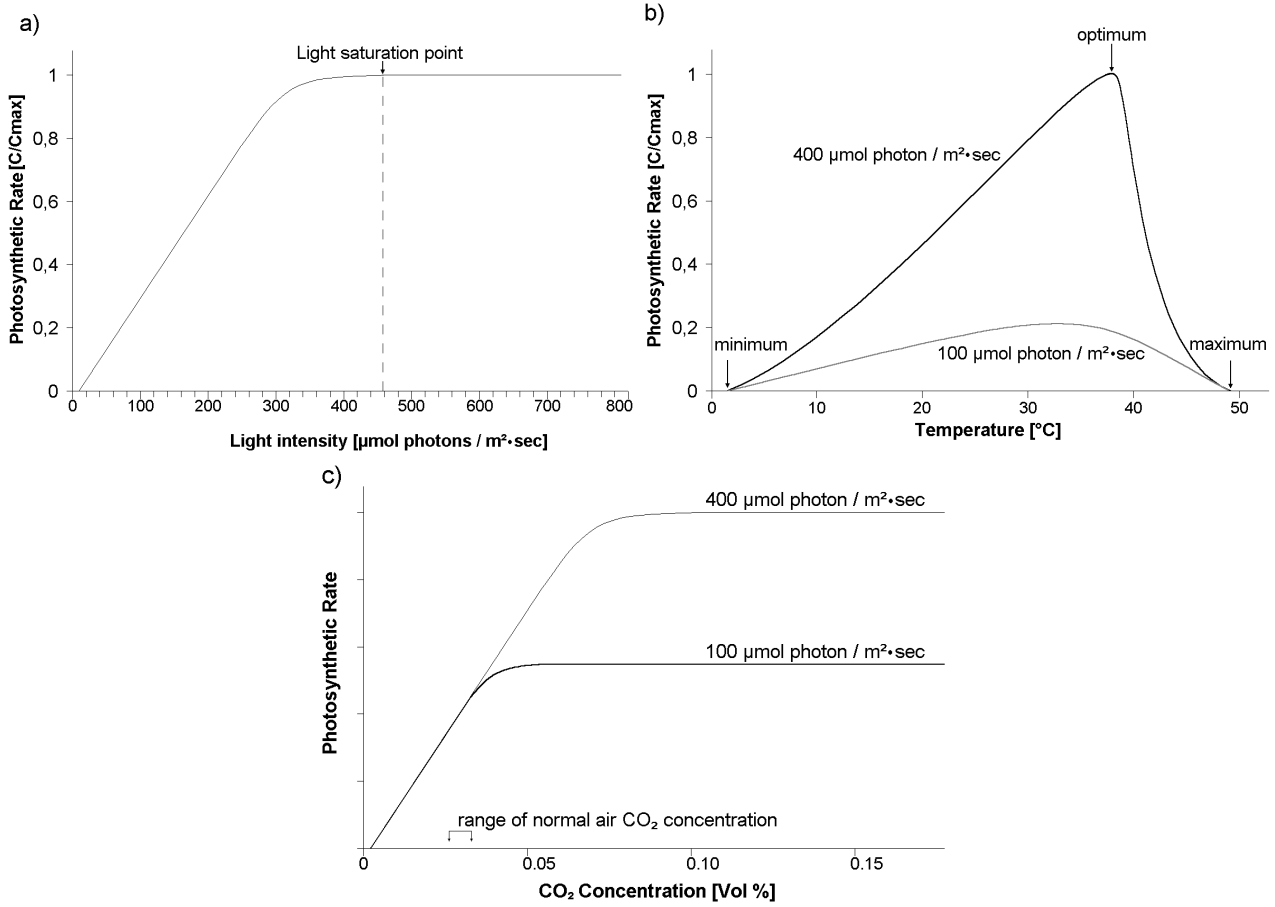 a)
Light saturation point
1
0,8
0,6
0,4
0,2
0
Photosynthetic Rate [C/Cmax]
0 100 200 300 400 500 600 700 800
Light intensity [µmol photons / m²•sec]
b)
optimum
1
0,8
0,6
0,4
0,2
0
Photosynthetic Rate [C/Cmax]
400 µmol photon / m²•sec
minimum
100 µmol photon / m²•sec
maximum
0 10 20 30 40 50
Temperature [°C]
c)
400 µmol photon / m²•sec
100 µmol photon / m²•sec
Photosynthetic Rate
range of normal air CO₂ concentration
0 0.05 0.10 0.15
CO₂ Concentration [Vol %]